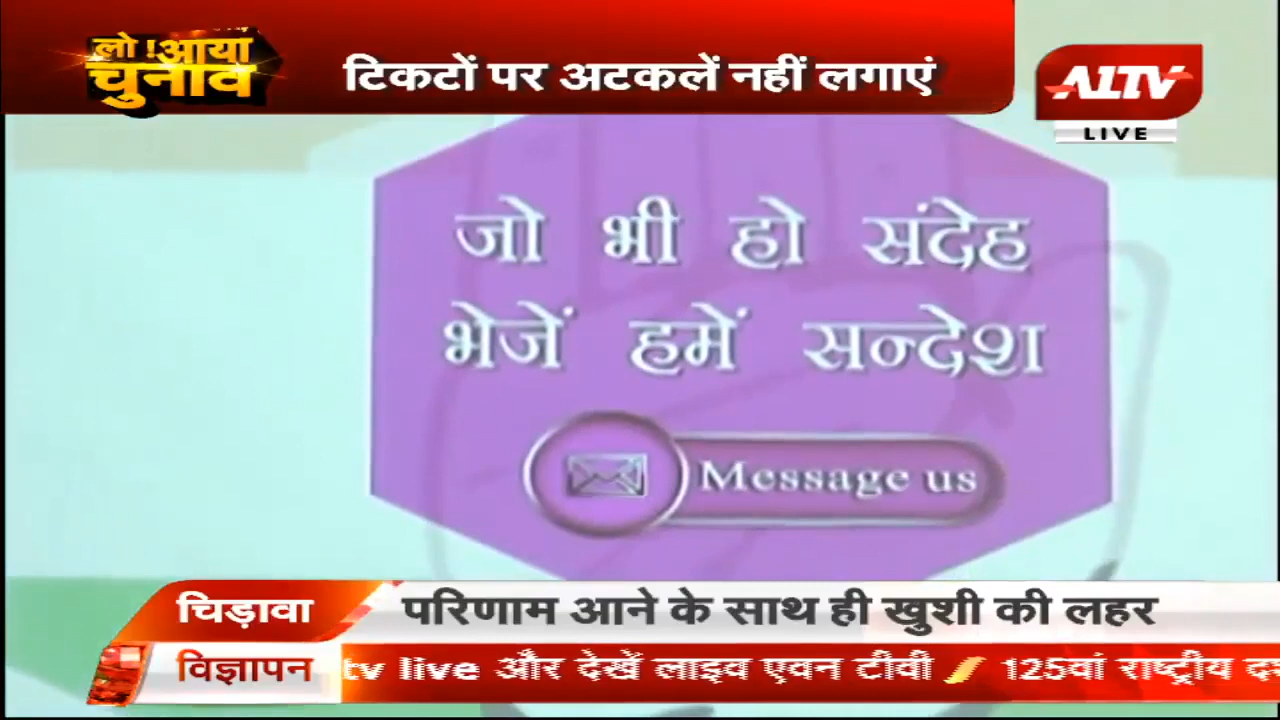 लो ! आया
चुनाव
टिकटों पर अटकलें नहीं लगाएं
A1TV
LIVE
जो भी हो संदेह
भेजें हमें सन्देश
Message us
चिड़ावा
परिणाम आने के साथ ही खुशी की लहर
विज्ञापन
tv live और देखें लाइव एवन टीवी
125वां राष्ट्रीय